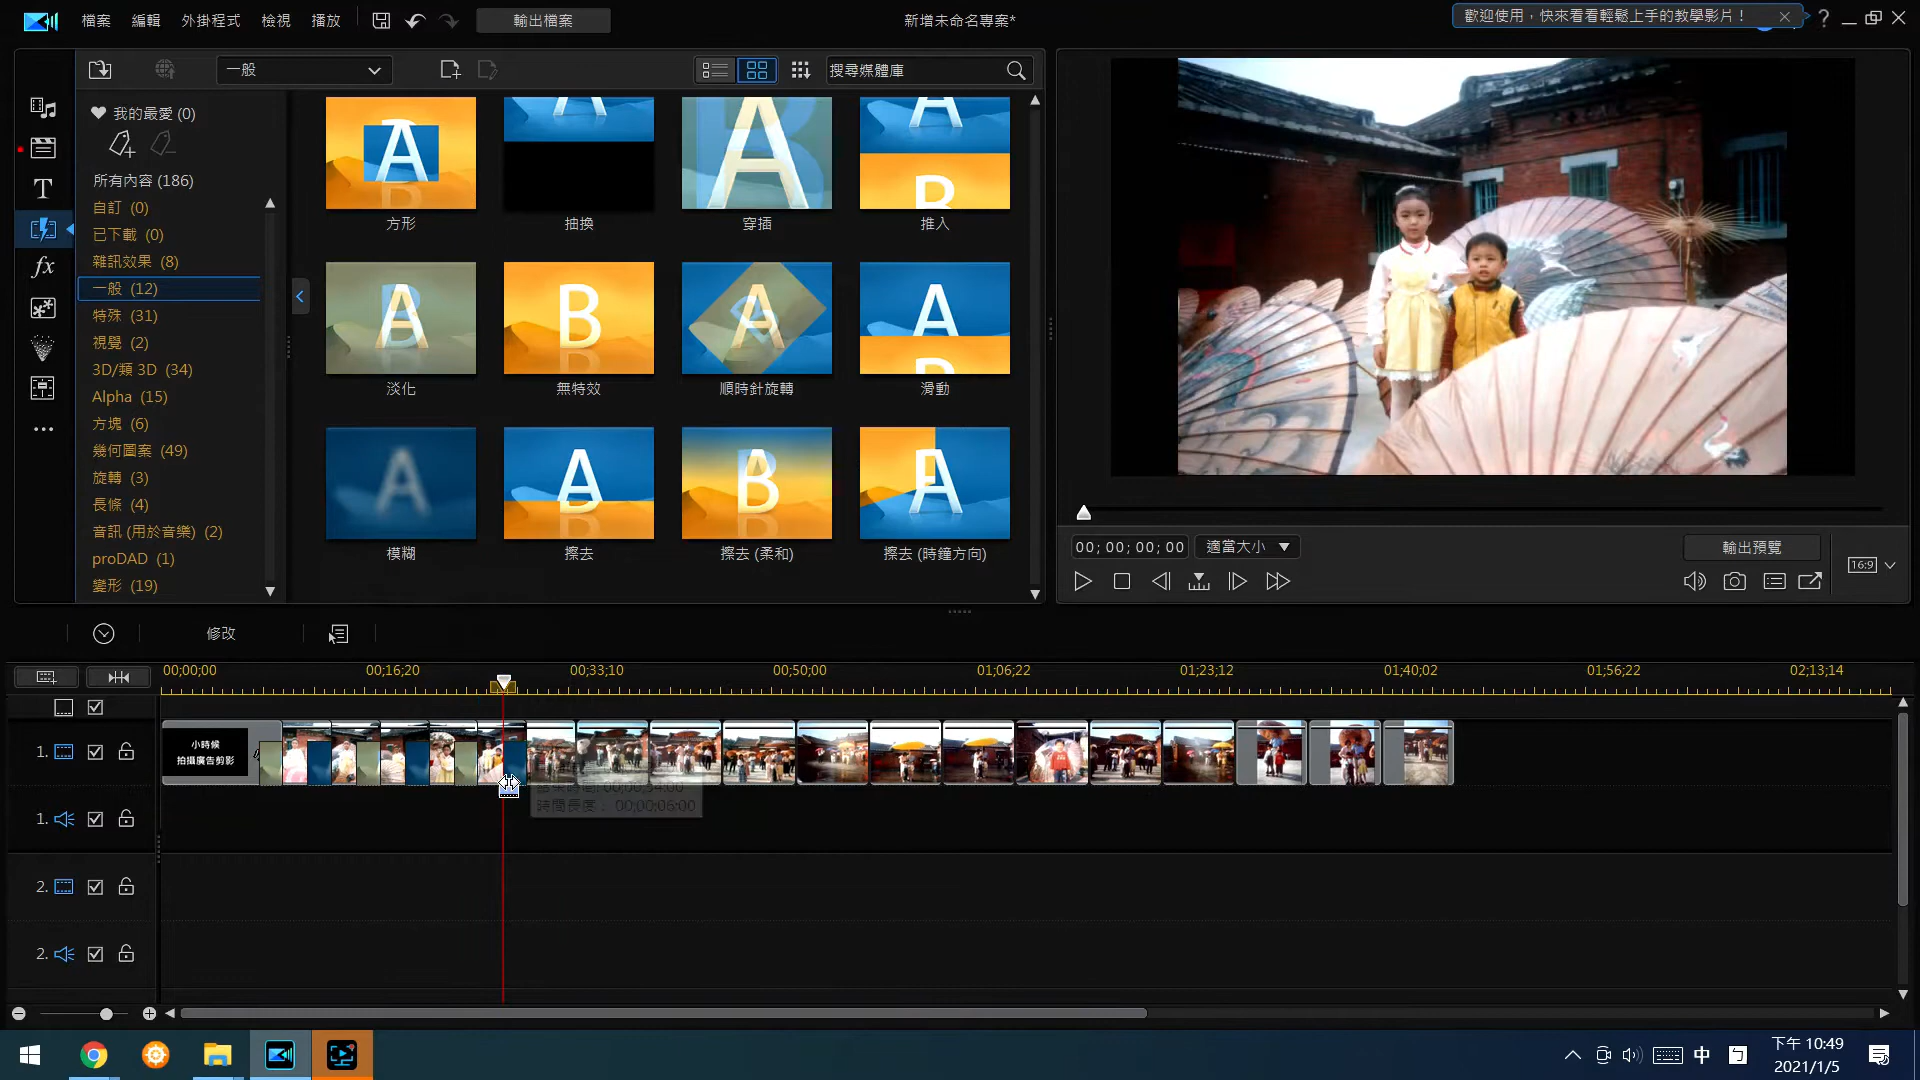 檔案 編輯 外掛程式 檢視 播放 輸出檔案
新增未命名專案*
歡迎使用，快來看看輕鬆上手的教學影片！
一般
搜尋媒體庫
我的最愛 (0)
所有內容 (186)
自訂 (0)
已下載 (0)
雜訊效果 (8)
一般 (12)
特殊 (31)
視覺 (2)
3D/類 3D (34)
Alpha (15)
方塊 (6)
幾何圖案 (49)
旋轉 (3)
長條 (4)
音訊 (用於音樂) (2)
proDAD (1)
變形 (19)
方形 抽換 穿插 推入
淡化 無特效 順時針旋轉 滑動
模糊 擦去 擦去 (柔和) 擦去 (時鐘方向)
00; 00; 00; 00 適當大小 輸出預覽
16:9
修改
00;00;00 00;16;20 00;33;10 00;50;00 01;06;22 01;23;12 01;40;02 01;56;22 02;13;14
1.
小時候
拍攝廣告剪影
時間長度： 00;00;06;00
1.
2.
2.
中
下午 10:49
2021/1/5